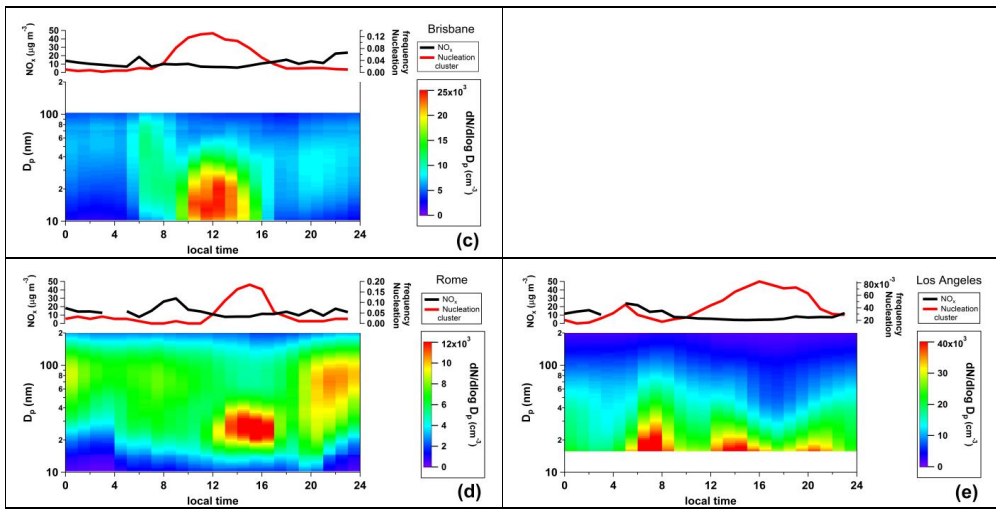 Brisbane
NOx (µg m-3)
50
40
30
20
10
0
0.12
0.08
0.04
0.00
frequency
Nucleation
NOx
Nucleation
cluster
Dp (nm)
2
100
8
6
4
2
10
0 4 8 12 16 20 24
local time
25x10³
20
15
10
5
0
dN/dlog Dp (cm-3)
(c)
Rome
NOx (µg m-3)
50
40
30
20
10
0
0.20
0.15
0.10
0.05
0.00
frequency
Nucleation
NOx
Nucleation
cluster
Dp (nm)
2
100
8
6
4
2
10
0 4 8 12 16 20 24
local time
12x10³
10
8
6
4
2
0
dN/dlog Dp (cm-3)
(d)
Los Angeles
NOx (µg m-3)
50
40
30
20
10
0
80x10-3
60
40
20
frequency
Nucleation
NOx
Nucleation
cluster
Dp (nm)
2
100
8
6
4
2
10
0 4 8 12 16 20 24
local time
40x10³
30
20
10
0
dN/dlog Dp (cm-3)
(e)